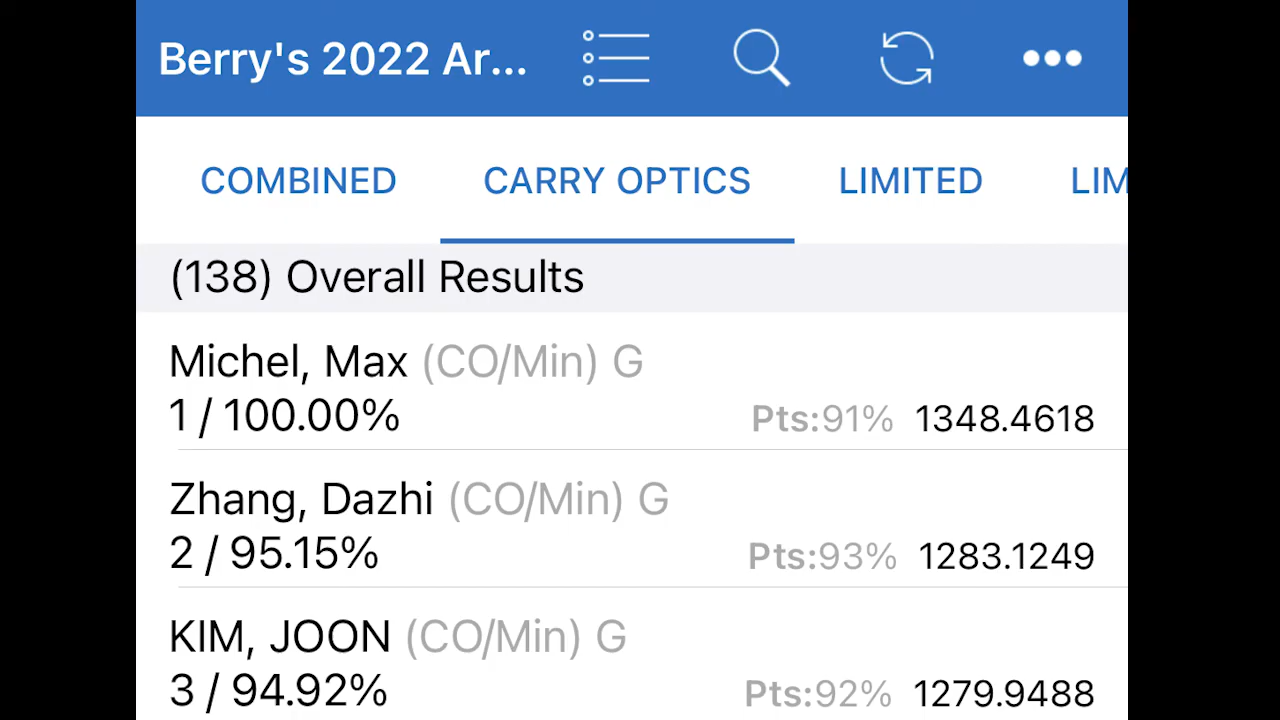 Berry's 2022 Ar...
COMBINED CARRY OPTICS LIMITED LIM
(138) Overall Results
Michel, Max (CO/Min) G
1 / 100.00% Pts:91% 1348.4618
Zhang, Dazhi (CO/Min) G
2 / 95.15% Pts:93% 1283.1249
KIM, JOON (CO/Min) G
3 / 94.92% Pts:92% 1279.9488